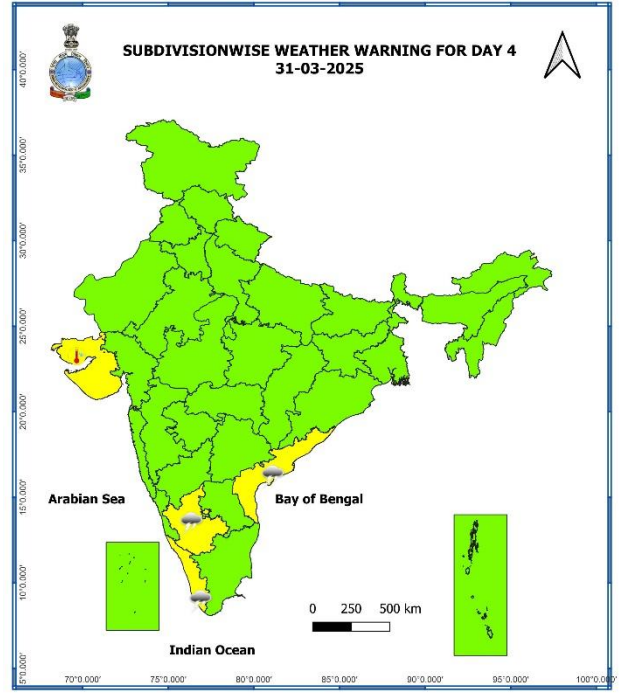 SUBDIVISIONWISE WEATHER WARNING FOR DAY 4
31-03-2025
40°0.000'
35°0.000'
30°0.000'
25°0.000'
20°0.000'
15°0.000'
10°0.000'
5°0.000'
Arabian Sea
Bay of Bengal
0 250 500 km
Indian Ocean
70°0.000' 75°0.000' 80°0.000' 85°0.000' 90°0.000' 95°0.000' 100°0.000'